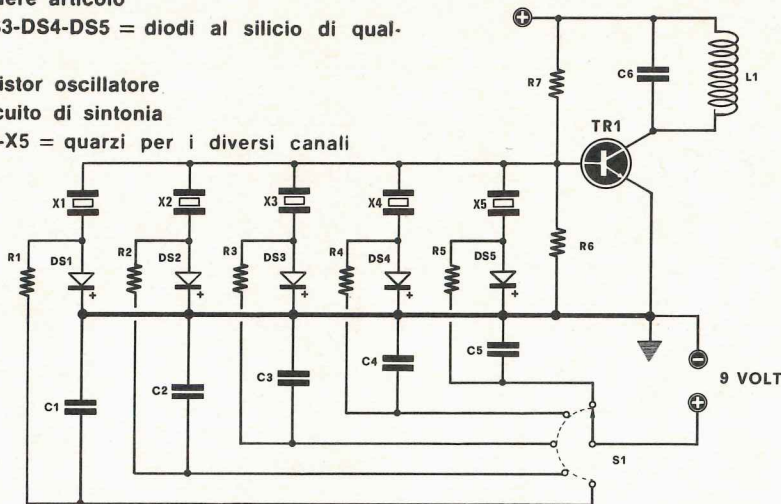 dere articolo
S3-DS4-DS5 = diodi al silicio di qual-
istor oscillatore
cuito di sintonia
-X5 = quarzi per i diversi canali
R7
C6
L1
TR1
X1
X2
X3
X4
X5
R1
DS1
R2
DS2
R3
DS3
R4
DS4
R5
DS5
R6
C1
C2
C3
C4
C5
9 VOLT
S1